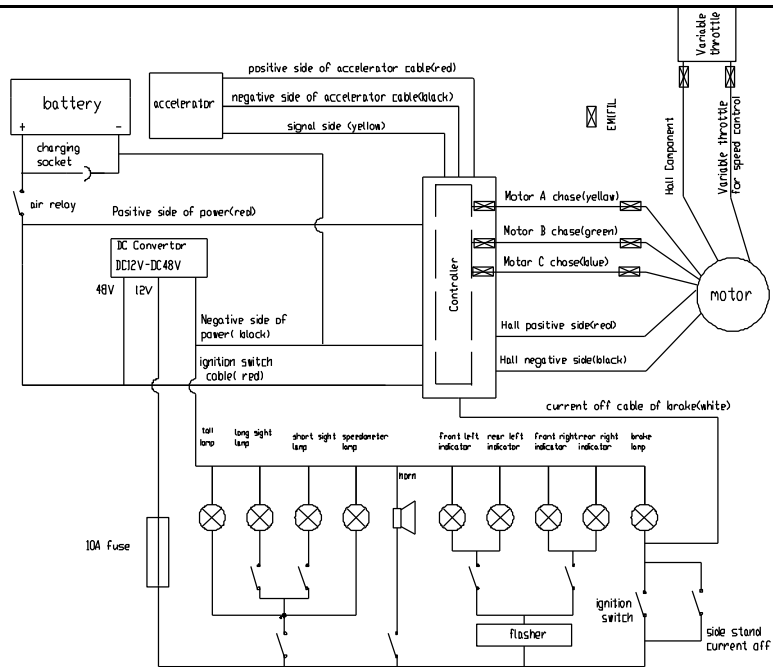 Variable
throttle
positive side of accelerator cable(red)
battery
accelerator
negative side of accelerator cable(black)
+
-
signal side (yellow)
EMIFIL
charging
socket
Hall Component
Variable throttle
for speed control
air relay
Positive side of power(red)
Motor A chase(yellow)
DC Convertor
DC12V-DC48V
Motor B chase(green)
Motor C chase(blue)
Controller
48V
12V
motor
Negative side of
power( black)
Hall positive side(red)
ignition switch
cable( red)
Hall negative side(black)
current off cable of brake(white)
tall
lamp
long sight
lamp
short sight
lamp
speedometer
lamp
horn
front left
indicator
rear left
indicator
front right
indicator
rear right
indicator
brake
lamp
10A fuse
ignition
switch
flasher
side stand
current off